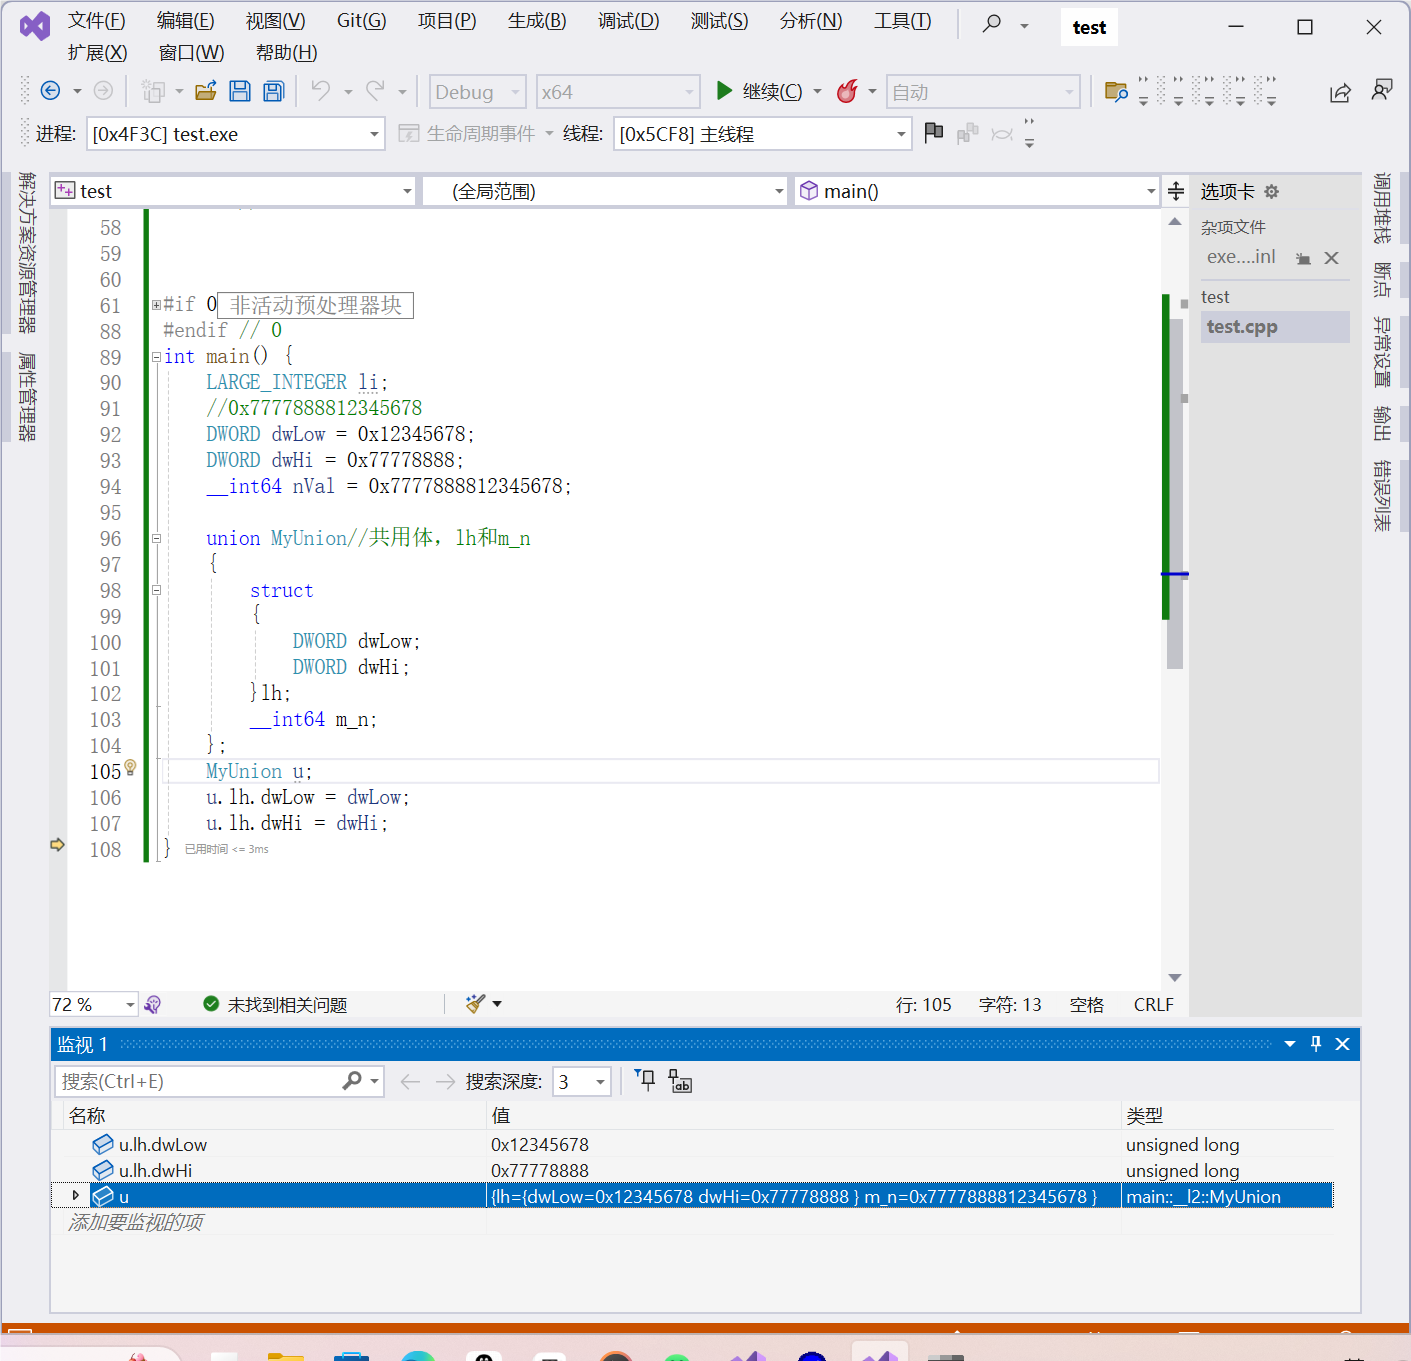 文件(F) 编辑(E) 视图(V) Git(G) 项目(P) 生成(B) 调试(D) 测试(S) 分析(N) 工具(T) test
扩展(X) 窗口(W) 帮助(H)
Debug x64 继续(C) 自动
进程: [0x4F3C] test.exe 生命周期事件 线程: [0x5CF8] 主线程
解决方案资源管理器
属性管理器
test (全局范围) main()
58
59
60
61 #if 0 非活动预处理器块
88 #endif // 0
89 int main() {
90 LARGE_INTEGER li;
91 //0x7777888812345678
92 DWORD dwLow = 0x12345678;
93 DWORD dwHi = 0x77778888;
94 __int64 nVal = 0x7777888812345678;
95
96 union MyUnion//共用体，lh和m_n
97 {
98 struct
99 {
100 DWORD dwLow;
101 DWORD dwHi;
102 }lh;
103 __int64 m_n;
104 };
105 MyUnion u;
106 u.lh.dwLow = dwLow;
107 u.lh.dwHi = dwHi;
108 } 已用时间 <= 3ms
选项卡
杂项文件
exe....inl
test
test.cpp
调用堆栈
断点
异常设置
输出
错误列表
72 % 未找到相关问题 行: 105 字符: 13 空格 CRLF
监视 1
搜索(Ctrl+E) 搜索深度: 3
名称 值 类型
u.lh.dwLow 0x12345678 unsigned long
u.lh.dwHi 0x77778888 unsigned long
u {lh={dwLow=0x12345678 dwHi=0x77778888 } m_n=0x7777888812345678 } main::__l2::MyUnion
添加要监视的项